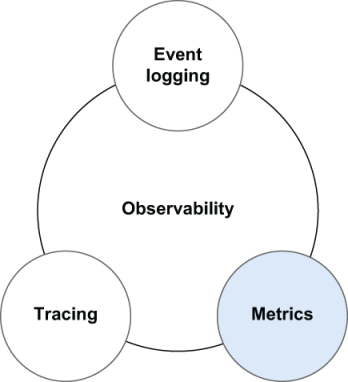 Event
logging
Observability
Tracing
Metrics